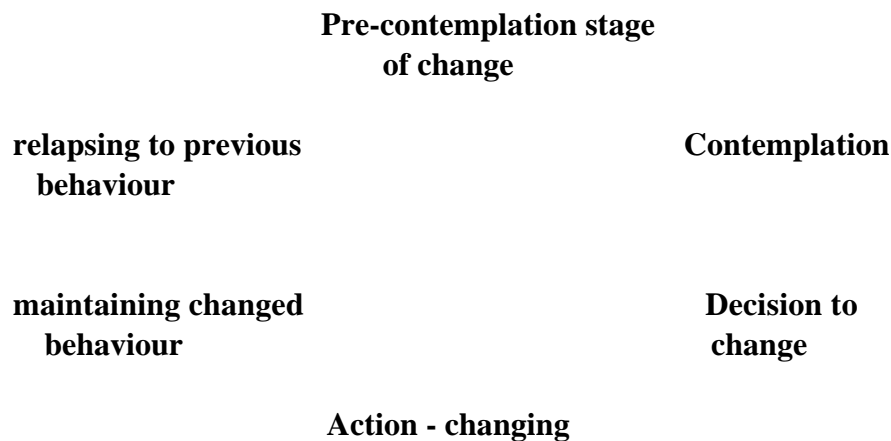 Pre-contemplation stage
of change
relapsing to previous
behaviour
Contemplation
maintaining changed
behaviour
Decision to
change
Action - changing